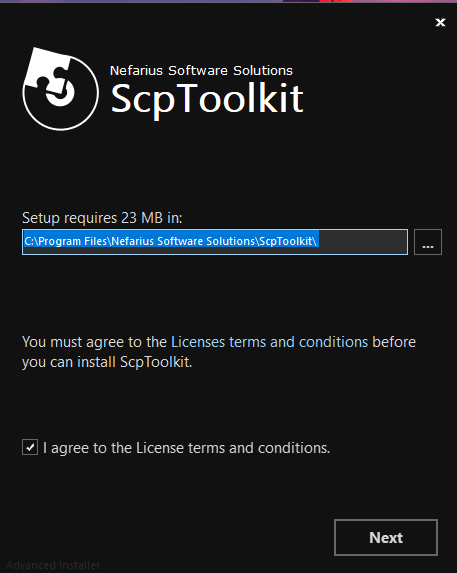 Nefarius Software Solutions
ScpToolkit
Setup requires 23 MB in:
C:\Program Files\Nefarius Software Solutions\ScpToolkit\
...
You must agree to the Licenses terms and conditions before
you can install ScpToolkit.
I agree to the License terms and conditions.
Next
Advanced Installer